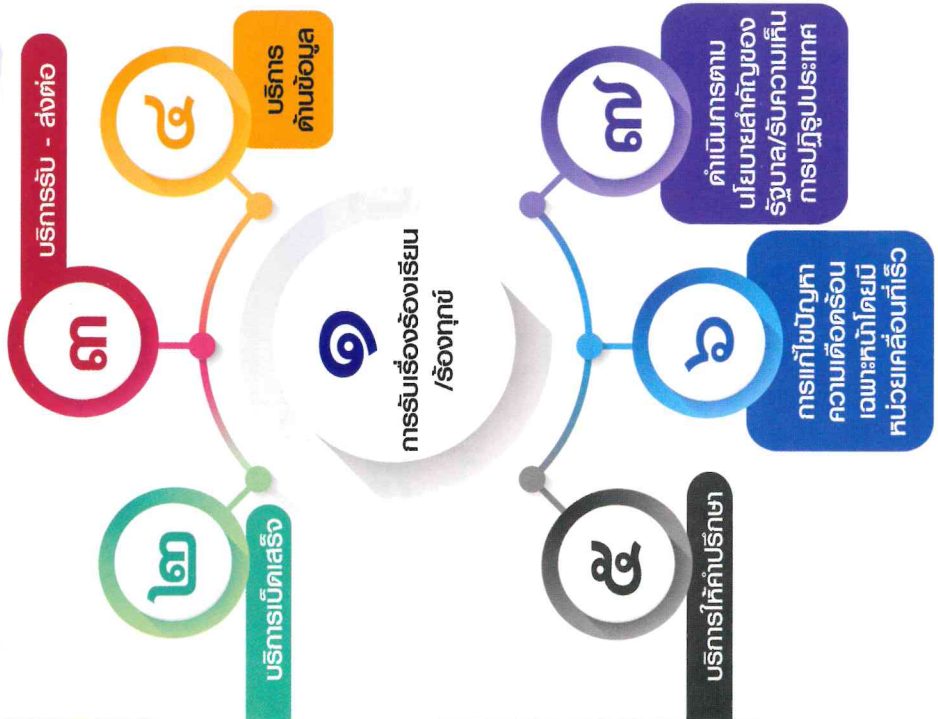 ๑
การรับเรื่องร้องเรียน
/ร้องทุกข์
๒
บริการเบ็ดเสร็จ
๓
บริการรับ - ส่งต่อ
๔
บริการ
ด้านข้อมูล
๕
บริการให้คำปรึกษา
๖
การแก้ไขปัญหา
ความเดือดร้อน
เฉพาะหน้าโดยมี
หน่วยเคลื่อนที่เร็ว
๗
ดำเนินการตาม
นโยบายสำคัญของ
รัฐบาล/รับความเห็น
การปฏิรูปประเทศ